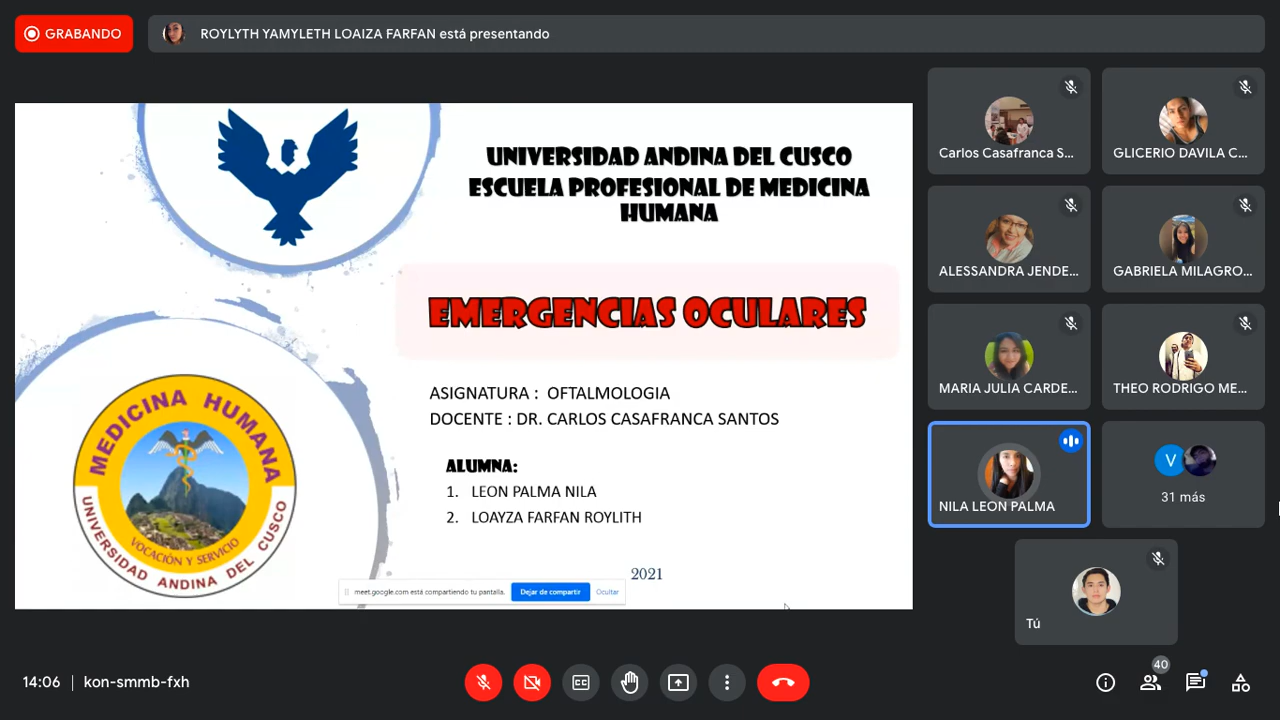 GRABANDO
ROYLYTH YAMYLETH LOAIZA FARFAN está presentando
UNIVERSIDAD ANDINA DEL CUSCO
ESCUELA PROFESIONAL DE MEDICINA
HUMANA
EMERGENCIAS OCULARES
ASIGNATURA : OFTALMOLOGIA
DOCENTE : DR. CARLOS CASAFRANCA SANTOS
ALUMNA:
1. LEON PALMA NILA
2. LOAYZA FARFAN ROYLITH
2021
MEDICINA HUMANA
VOCACIÓN Y SERVICIO
UNIVERSIDAD ANDINA DEL CUSCO
meet.google.com está compartiendo tu pantalla.
Dejar de compartir
Ocultar
Carlos Casafranca S...
GLICERIO DAVILA C...
ALESSANDRA JENDE...
GABRIELA MILAGRO...
MARIA JULIA CARDE...
THEO RODRIGO ME...
NILA LEON PALMA
V
31 más
Tú
14:06 | kon-smmb-fxh
CC
40